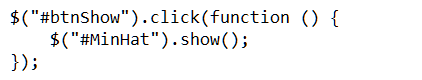 $("#btnShow").click(function () {
    $("#MinHat").show();
});